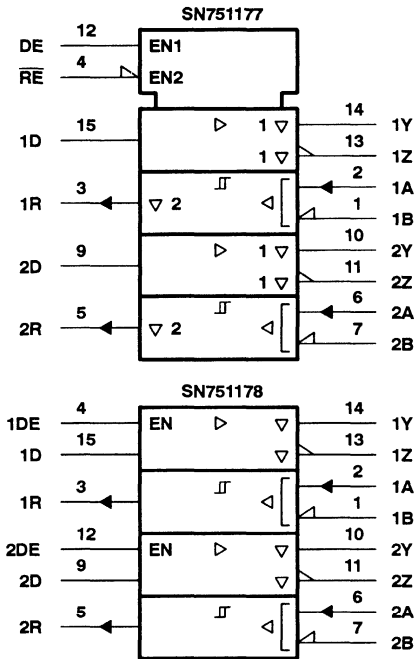 SN751177
DE 12 EN1
RE 4 EN2
1D 15 1 14 1Y
1 13 1Z
1R 3 2 2 1A
1 1B
2D 9 1 10 2Y
1 11 2Z
2R 5 2 6 2A
7 2B
SN751178
1DE 4 EN 14 1Y
1D 15 13 1Z
1R 3 2 1A
1 1B
2DE 12 EN 10 2Y
2D 9 11 2Z
2R 5 6 2A
7 2B